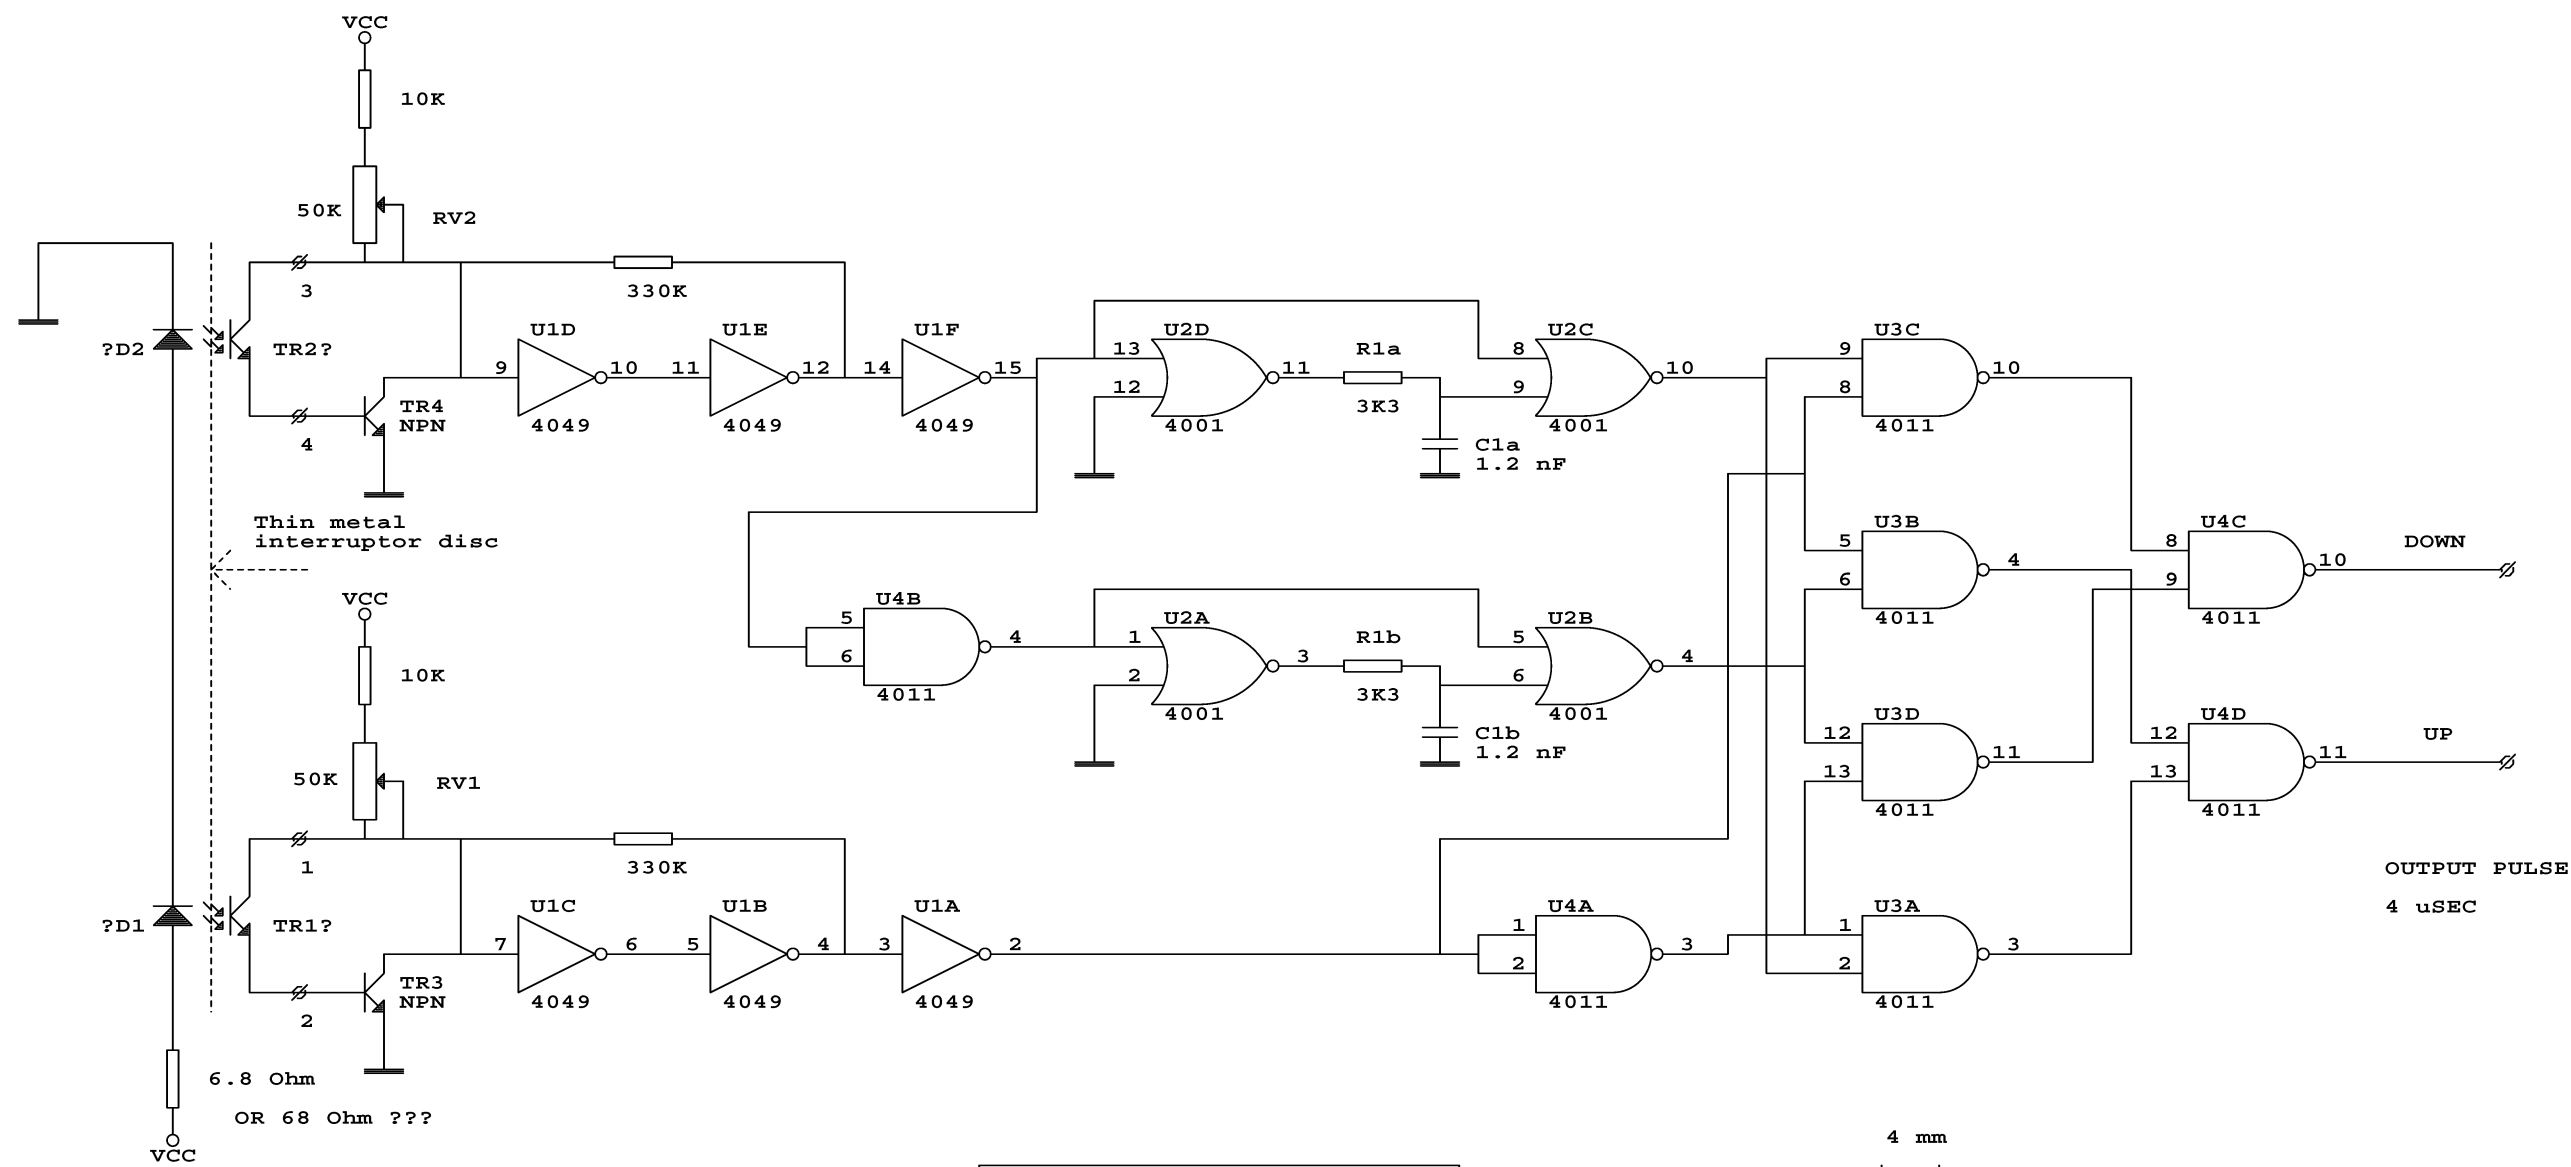 VCC
10K
50K
RV2
3
330K
?D2
TR2?
4
TR4
NPN
9
U1D
10
4049
11
U1E
12
4049
14
U1F
15
4049
13
12
U2D
11
4001
R1a
3K3
C1a
1.2 nF
8
9
U2C
10
4001
9
8
U3C
10
4011
Thin metal
interruptor disc
5
6
U3B
4
4011
8
9
U4C
10
4011
DOWN
VCC
10K
50K
RV1
1
330K
?D1
TR1?
2
TR3
NPN
5
6
U4B
4
4011
1
2
U2A
3
4001
R1b
3K3
C1b
1.2 nF
5
6
U2B
4
4001
12
13
U3D
11
4011
12
13
U4D
11
4011
UP
7
U1C
6
4049
5
U1B
4
4049
3
U1A
2
4049
1
2
U4A
3
4011
1
2
U3A
3
4011
OUTPUT PULSE
4 uSEC
6.8 Ohm
OR 68 Ohm ???
VCC
4 mm